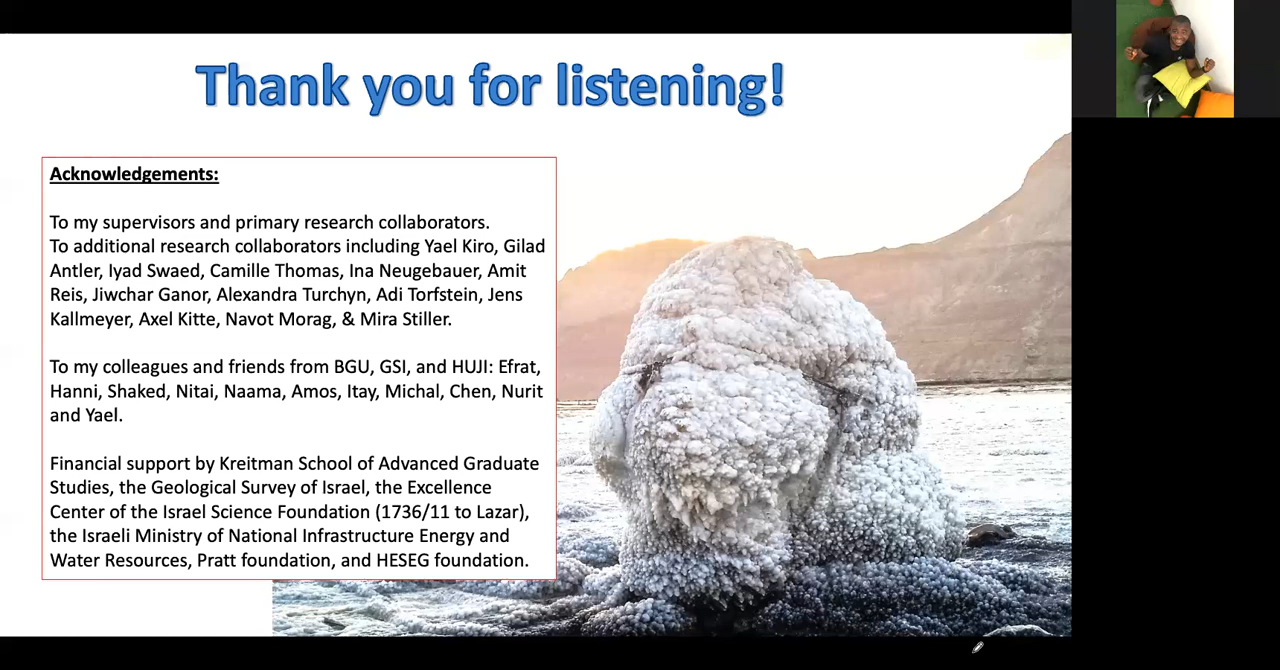 Thank you for listening!
Acknowledgements:
To my supervisors and primary research collaborators.
To additional research collaborators including Yael Kiro, Gilad
Antler, Iyad Swaed, Camille Thomas, Ina Neugebauer, Amit
Reis, Jiwchar Ganor, Alexandra Turchyn, Adi Torfstein, Jens
Kallmeyer, Axel Kitte, Navot Morag, & Mira Stiller.
To my colleagues and friends from BGU, GSI, and HUJI: Efrat,
Hanni, Shaked, Nitai, Naama, Amos, Itay, Michal, Chen, Nurit
and Yael.
Financial support by Kreitman School of Advanced Graduate
Studies, the Geological Survey of Israel, the Excellence
Center of the Israel Science Foundation (1736/11 to Lazar),
the Israeli Ministry of National Infrastructure Energy and
Water Resources, Pratt foundation, and HESEG foundation.